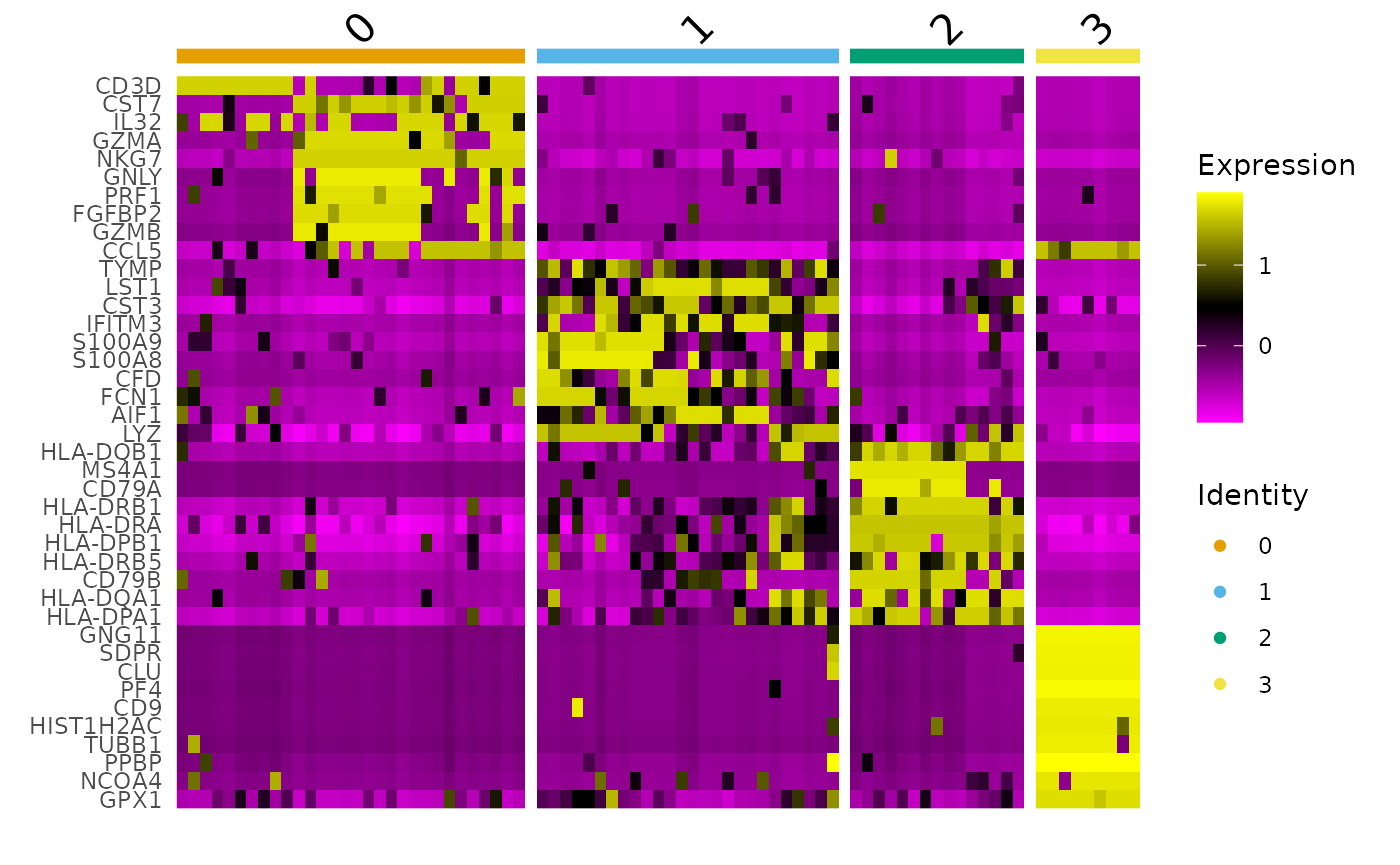 0 1 2 3
CD3D
CST7
IL32
GZMA
NKG7
GNLY
PRF1
FGFBP2
GZMB
CCL5
TYMP
LST1
CST3
IFITM3
S100A9
S100A8
CFD
FCN1
AIF1
LYZ
HLA-DQB1
MS4A1
CD79A
HLA-DRB1
HLA-DRA
HLA-DPB1
HLA-DRB5
CD79B
HLA-DQA1
HLA-DPA1
GNG11
SDPR
CLU
PF4
CD9
HIST1H2AC
TUBB1
PPBP
NCOA4
GPX1
Expression
1
0
Identity
0
1
2
3